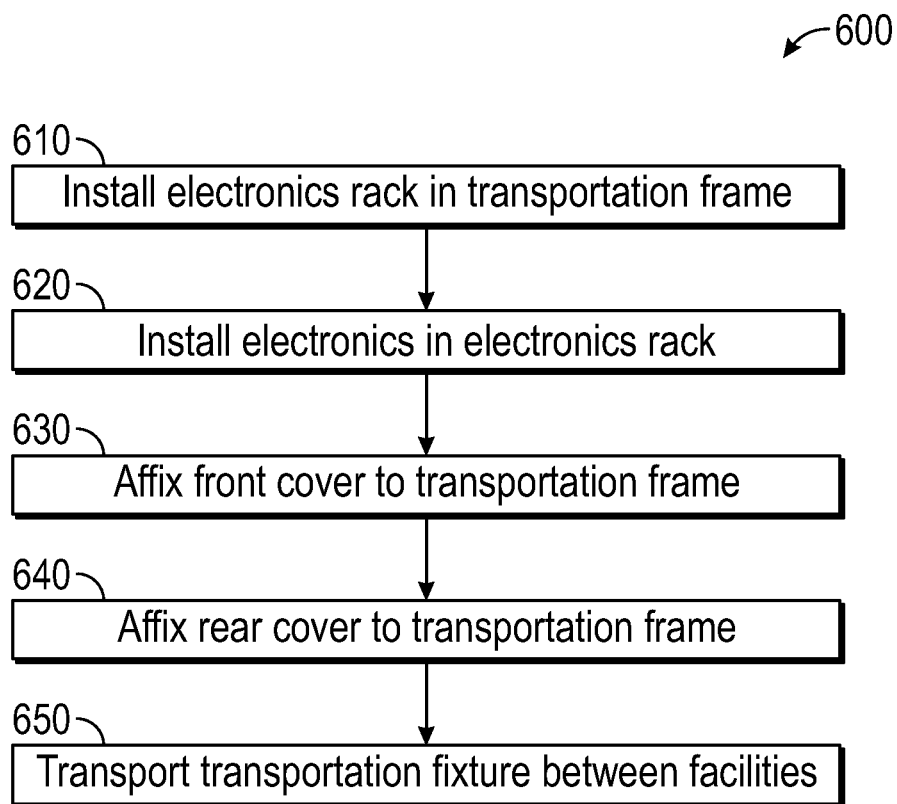 600
610
Install electronics rack in transportation frame
620
Install electronics in electronics rack
630
Affix front cover to transportation frame
640
Affix rear cover to transportation frame
650
Transport transportation fixture between facilities